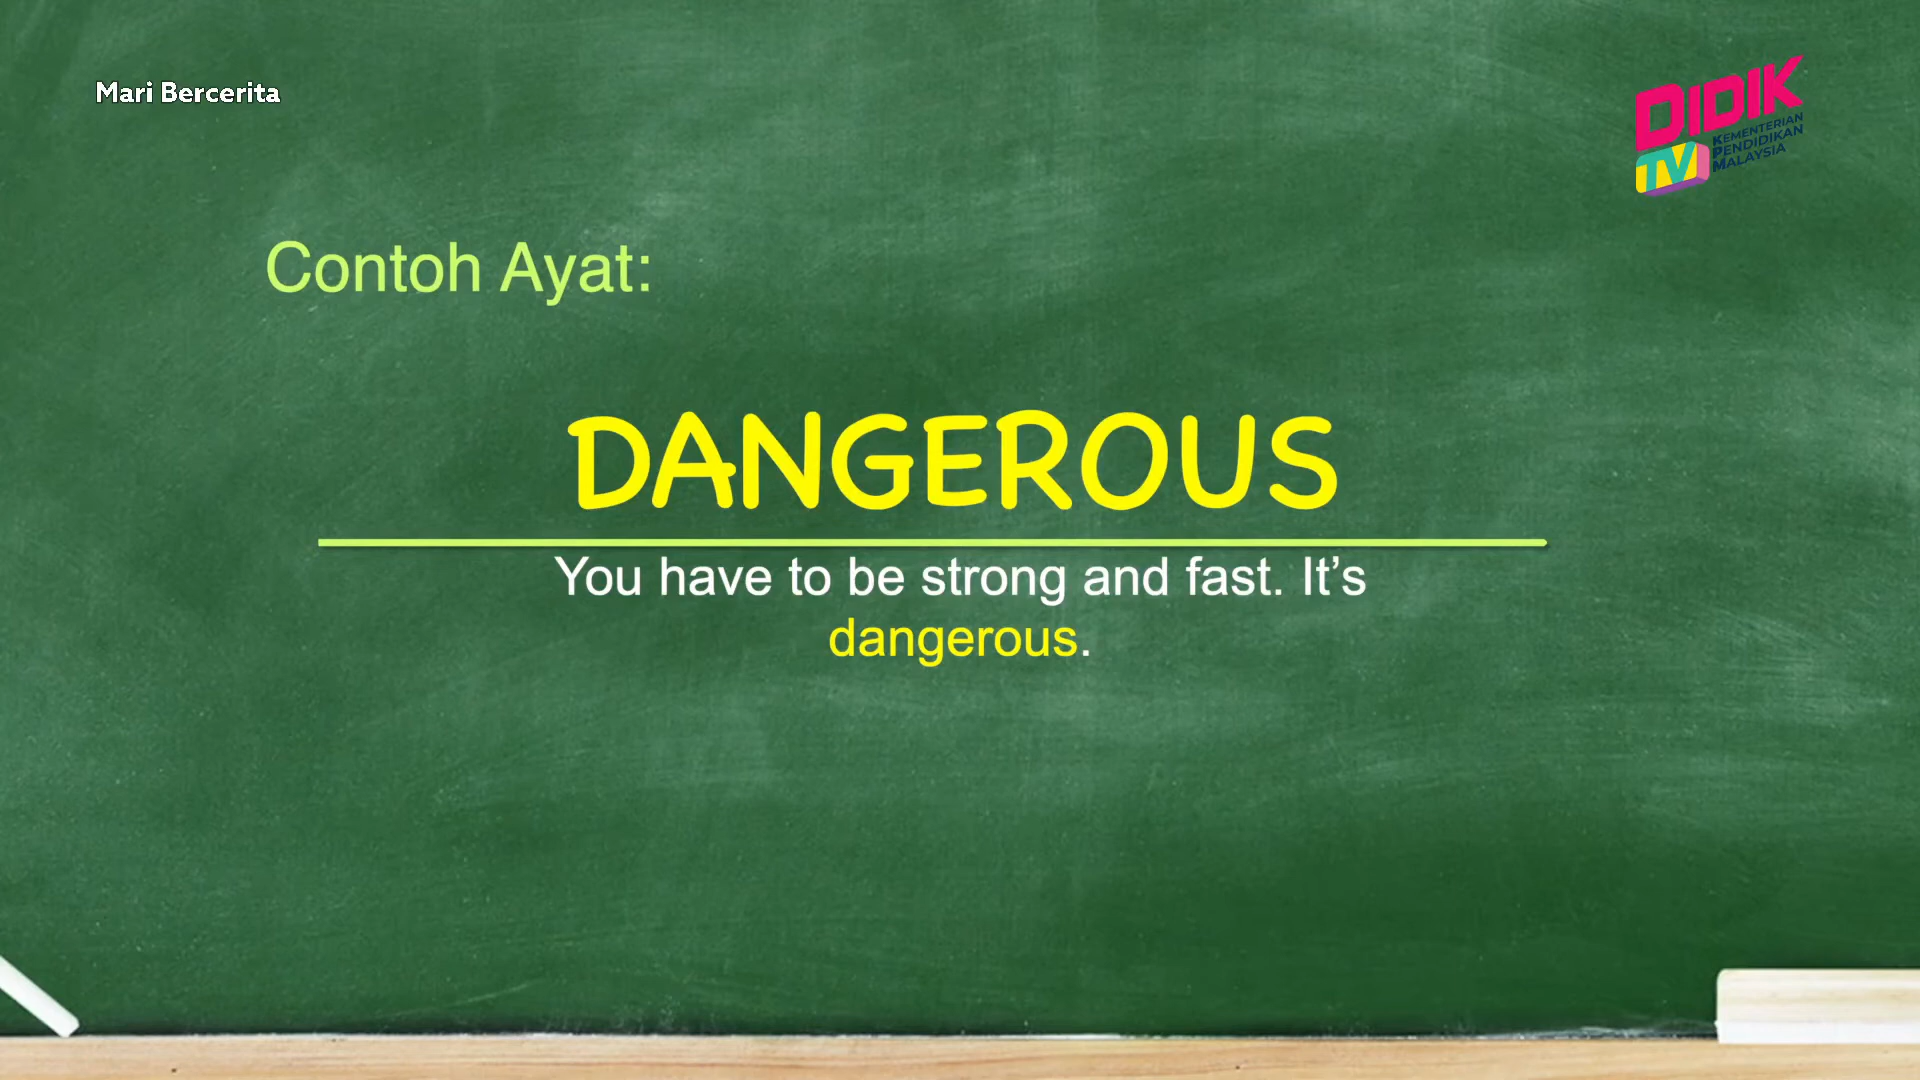 Mari Bercerita
DIDIK
TV
KEMENTERIAN
PENDIDIKAN
MALAYSIA
Contoh Ayat:
DANGEROUS
You have to be strong and fast. It’s
dangerous.